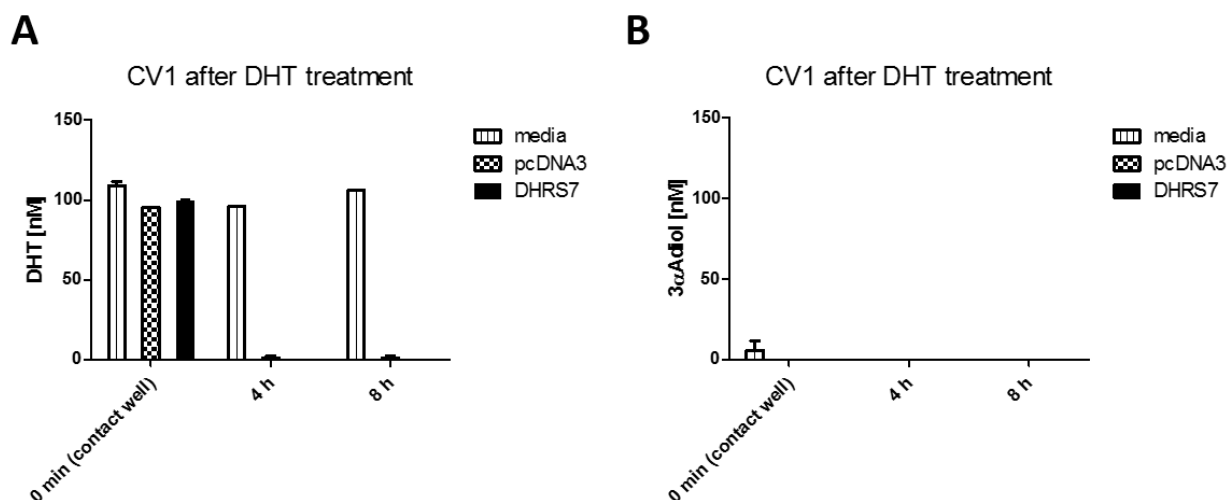 A
CV1 after DHT treatment
DHT [nM]
150
100
50
0
0 min (contact well)
4 h
8 h
media
pcDNA3
DHRS7
B
CV1 after DHT treatment
3αAdiol [nM]
150
100
50
0
0 min (contact well)
4 h
8 h
media
pcDNA3
DHRS7